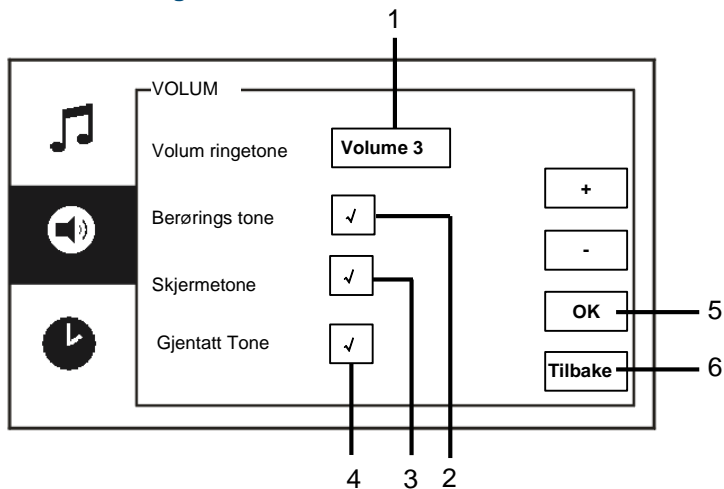 1
VOLUM
Volum ringetone
Volume 3
+
Berørings tone
√
-
Skjermetone
√
OK
5
Gjentatt Tone
√
Tilbake
6
4
3
2